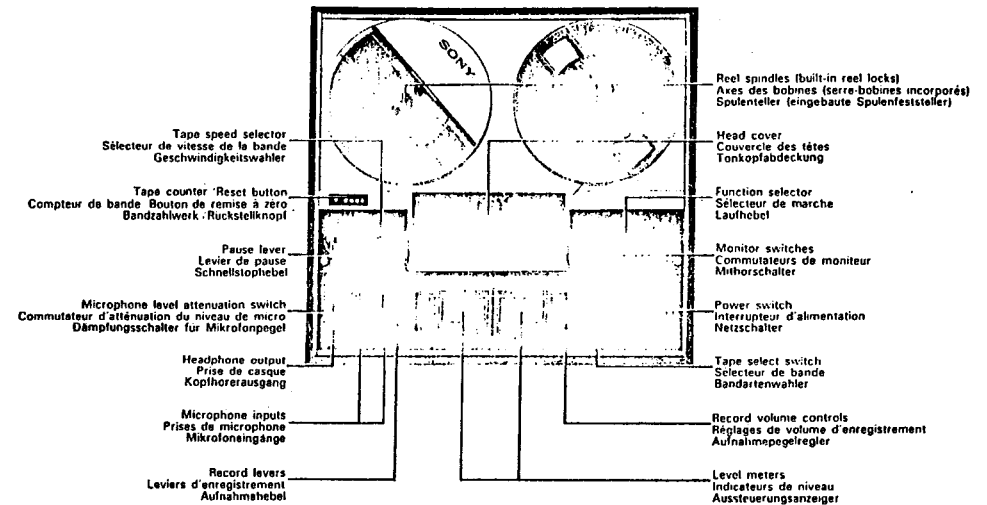 SONY
Reel spindles (built-in reel locks)
Axes des bobines (serre-bobines incorporés)
Spulenteller (eingebaute Spulenfeststeller)
Tape speed selector
Sélecteur de vitesse de la bande
Geschwindigkeitswahler
Head cover
Couvercle des têtes
Tonkopfabdeckung
Tape counter Reset button
Compteur de bande Bouton de remise à zéro
Bandzahlwerk Rückstellknopf
Function selector
Sélecteur de marche
Laufhebel
Pause lever
Levier de pause
Schnellstophebel
Monitor switches
Commutateurs de moniteur
Mithorschalter
Microphone level attenuation switch
Commutateur d'atténuation du niveau de micro
Dämpfungsschalter für Mikrofonpegel
Power switch
Interrupteur d'alimentation
Netzschalter
Headphone output
Prise de casque
Kopfhorerausgang
Tape select switch
Sélecteur de bande
Bandartenwahler
Microphone inputs
Prises de microphone
Mikrofoneingänge
Record volume controls
Réglages de volume d'enregistrement
Aufnahmepegelregler
Record levers
Leviers d'enregistrement
Aufnahmehebel
Level meters
Indicateurs de niveau
Aussteuerungsanzeiger